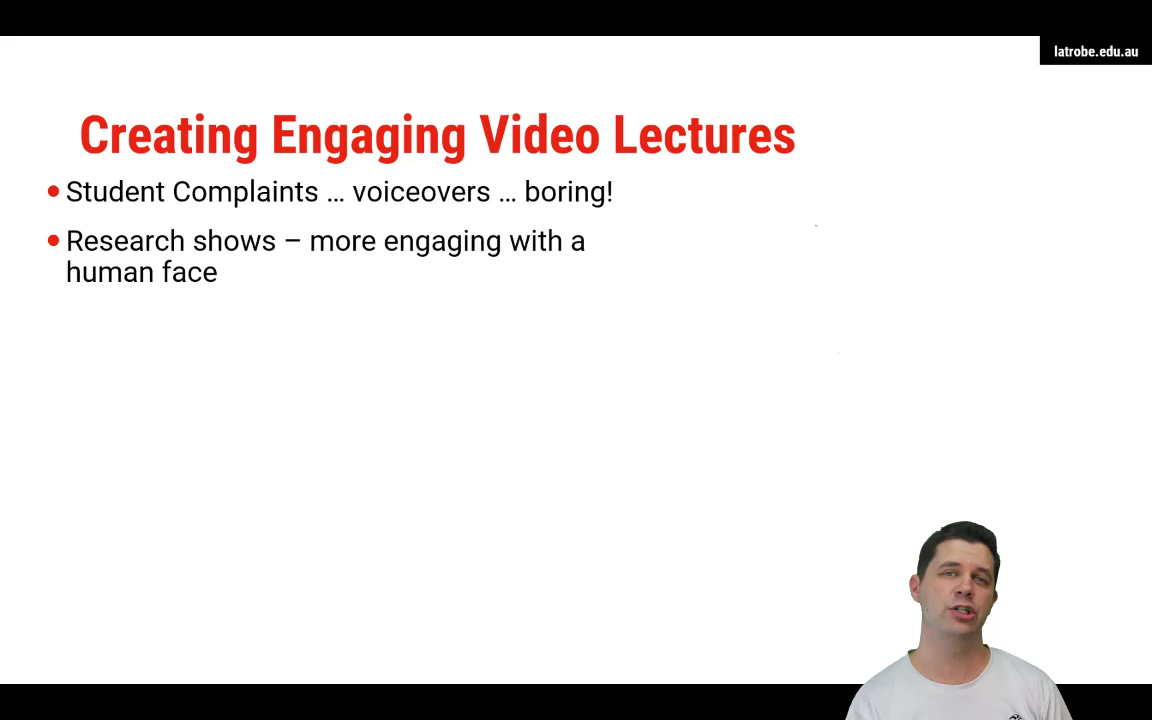 latrobe.edu.au
Creating Engaging Video Lectures
Student Complaints ... voiceovers ... boring!
Research shows – more engaging with a
human face